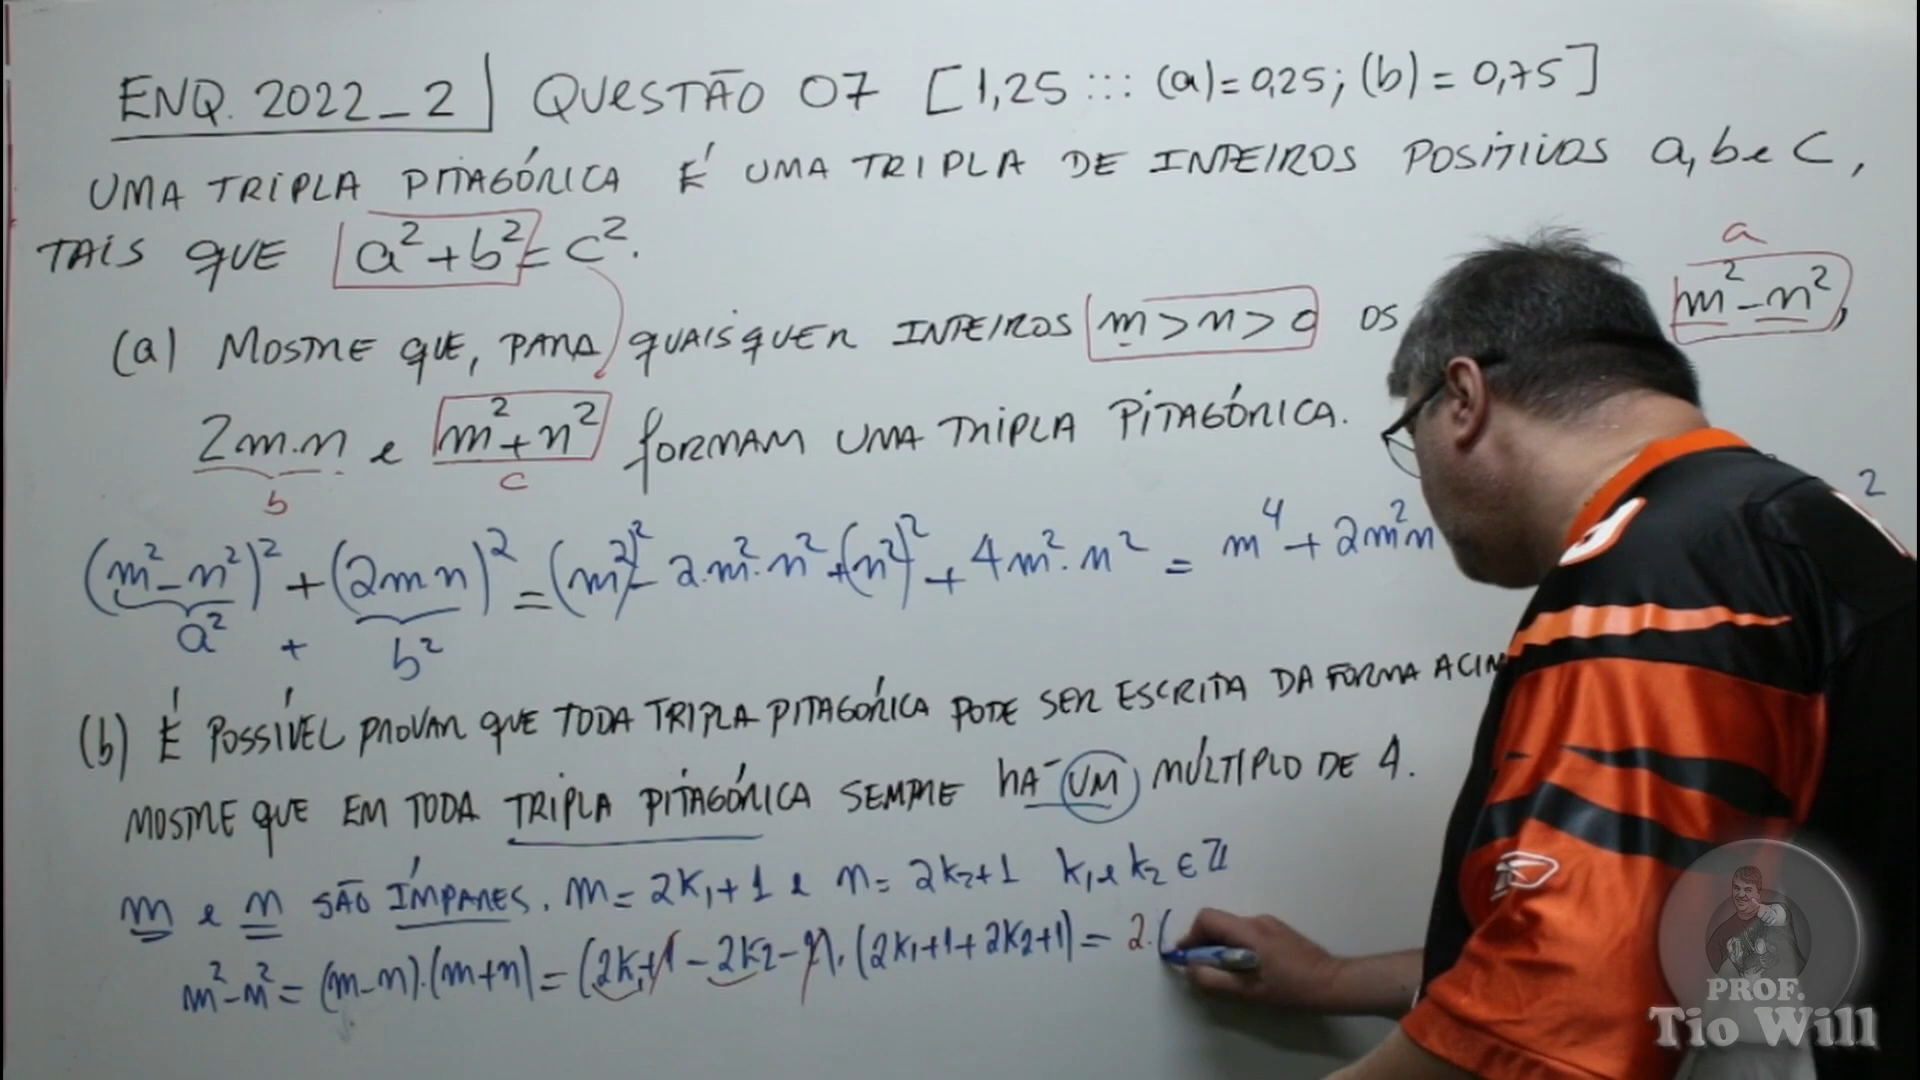 ENQ. 2022_2 | QUESTÃO 07 [1,25 ::: (a)=0,25; (b)=0,75]
UMA TRIPLA PITAGÓRICA É UMA TRIPLA DE INTEIROS POSITIVOS a, b e C,
TAIS QUE a²+b²=c².
a
(a) MOSTRE QUE, PARA QUAISQUER INTEIROS m>n>0 OS m²-n²,
2m.n e m²+n² FORMAM UMA TRIPLA PITAGÓRICA.
b c
(m²-n²)²+(2mn)²=(m²)²-2.m².n²+(n²)²+4m².n²=m⁴+2m²n ²
a² + b²
(b) É POSSÍVEL PROVAR QUE TODA TRIPLA PITAGÓRICA PODE SER ESCRITA DA FORMA ACIM
MOSTRE QUE EM TODA TRIPLA PITAGÓRICA SEMPRE HÁ UM MÚLTIPLO DE 4.
m e n SÃO ÍMPARES. m=2k₁+1 e n=2k₂+1 k₁ e k₂ ∈ ℤ
m²-n²=(m-n).(m+n)=(2k₁+1-2k₂-1).(2k₁+1+2k₂+1)=2.(
PROF.
Tio Will